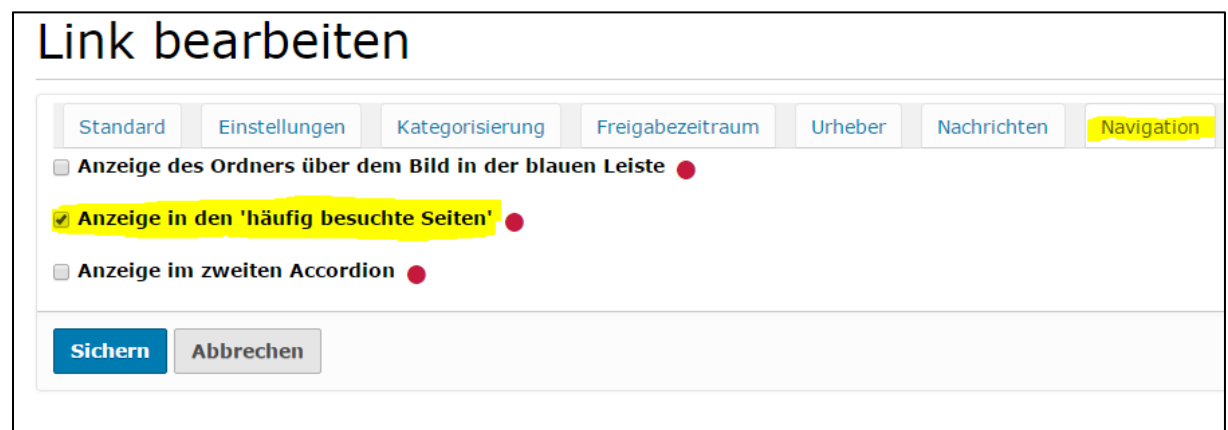 Link bearbeiten
Standard Einstellungen Kategorisierung Freigabezeitraum Urheber Nachrichten Navigation
Anzeige des Ordners über dem Bild in der blauen Leiste
Anzeige in den 'häufig besuchte Seiten'
Anzeige im zweiten Accordion
Sichern Abbrechen